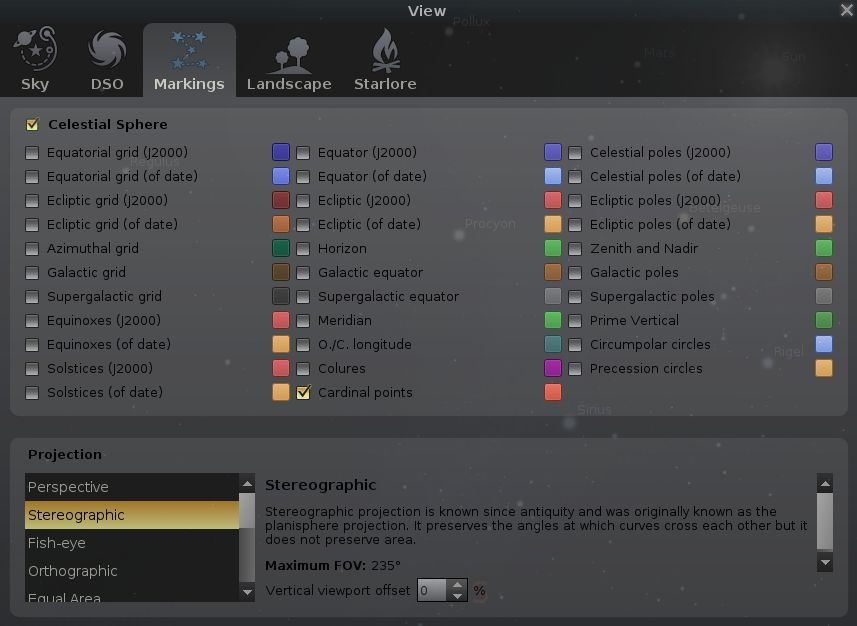 View
Pollux
Mars
Sun
Sky DSO Markings Landscape Starlore
Celestial Sphere
Equatorial grid (J2000) Equator (J2000) Celestial poles (J2000)
Regulus
Equatorial grid (of date) Equator (of date) Celestial poles (of date)
Ecliptic grid (J2000) Ecliptic (J2000) Ecliptic poles (J2000)
Betelgeuse
Ecliptic grid (of date) Ecliptic (of date) Ecliptic poles (of date)
Procyon
Azimuthal grid Horizon Zenith and Nadir
Galactic grid Galactic equator Galactic poles
Supergalactic grid Supergalactic equator Supergalactic poles
Equinoxes (J2000) Meridian Prime Vertical
Equinoxes (of date) O./C. longitude Circumpolar circles
Rigel
Solstices (J2000) Colures Precession circles
Solstices (of date) Cardinal points
Sirius
Projection
Perspective
Stereographic
Fish-eye
Orthographic
Equal Area
Stereographic
Stereographic projection is known since antiquity and was originally known as the
planisphere projection. It preserves the angles at which curves cross each other but it
does not preserve area.
Maximum FOV: 235°
Vertical viewport offset 0 %